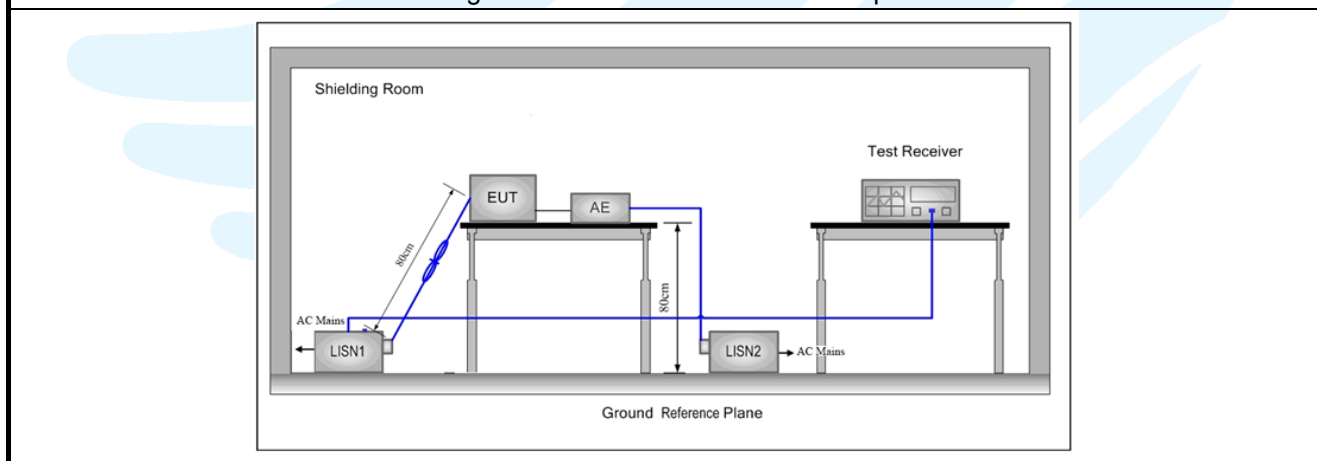 Shielding Room
Test Receiver
EUT
AE
80cm
80cm
AC Mains
LISN1
LISN2
AC Mains
Ground Reference Plane